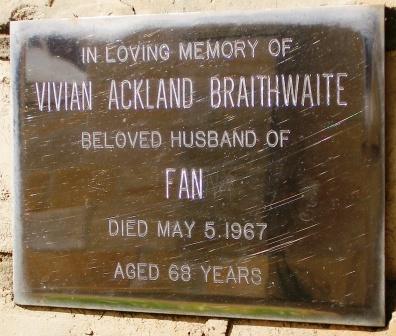 IN LOVING MEMORY OF
VIVIAN ACKLAND BRAITHWAITE
BELOVED HUSBAND OF
FAN
DIED MAY 5.1967
AGED 68 YEARS